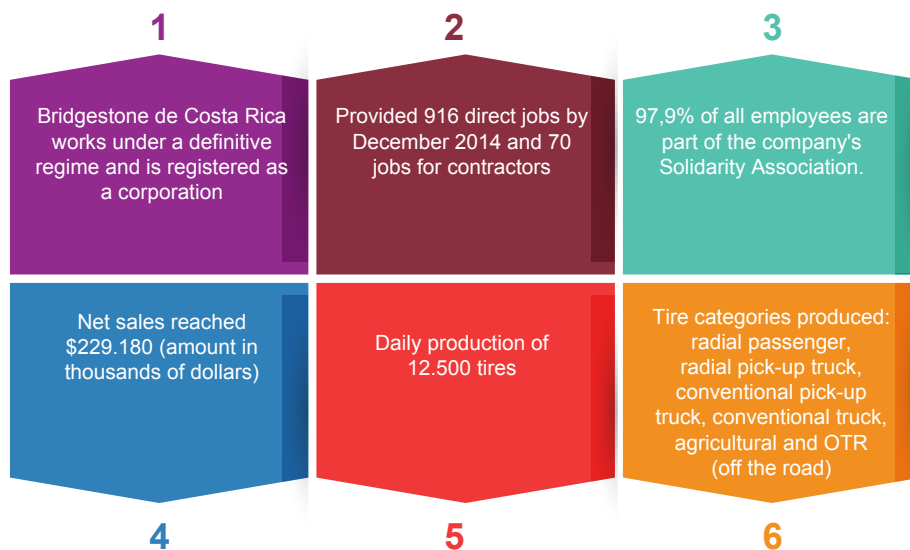 1
Bridgestone de Costa Rica
works under a definitive
regime and is registered as
a corporation
2
Provided 916 direct jobs by
December 2014 and 70
jobs for contractors
3
97,9% of all employees are
part of the company's
Solidarity Association.
Net sales reached
$229.180 (amount in
thousands of dollars)
4
Daily production of
12.500 tires
5
Tire categories produced:
radial passenger,
radial pick-up truck,
conventional pick-up
truck, conventional truck,
agricultural and OTR
(off the road)
6